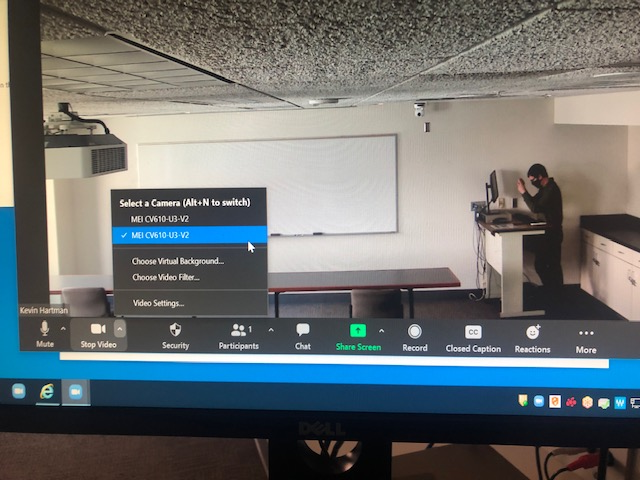 Select a Camera (Alt+N to switch)
MEI CV610-U3-V2
MEI CV610-U3-V2
Choose Virtual Background...
Choose Video Filter...
Video Settings...
Kevin Hartman
Mute
Stop Video
Security
Participants
1
Chat
Share Screen
CC
Record
Closed Caption
Reactions
More
DELL